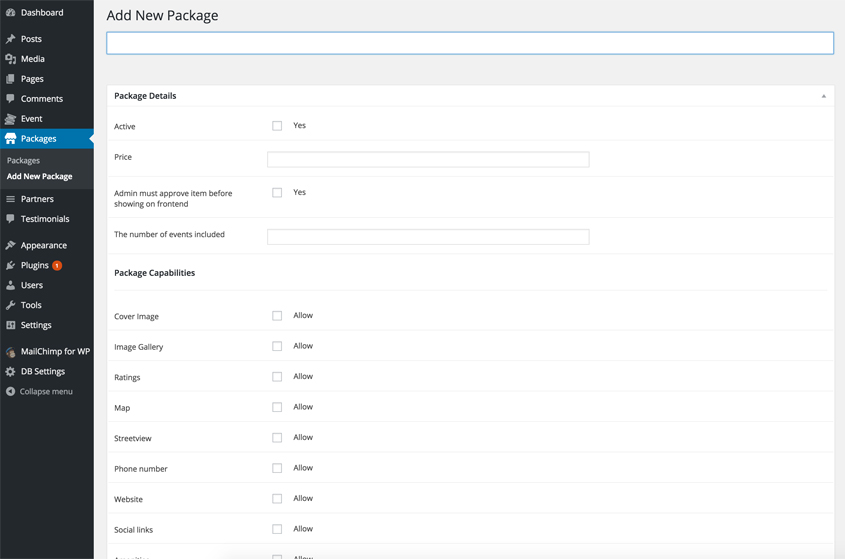 Dashboard
Posts
Media
Pages
Comments
Event
Packages
Packages
Add New Package
Partners
Testimonials
Appearance
Plugins 1
Users
Tools
Settings
MailChimp for WP
DB Settings
Collapse menu
Add New Package
Package Details
Active Yes
Price
Admin must approve item before
showing on frontend Yes
The number of events included
Package Capabilities
Cover Image Allow
Image Gallery Allow
Ratings Allow
Map Allow
Streetview Allow
Phone number Allow
Website Allow
Social links Allow
Allow